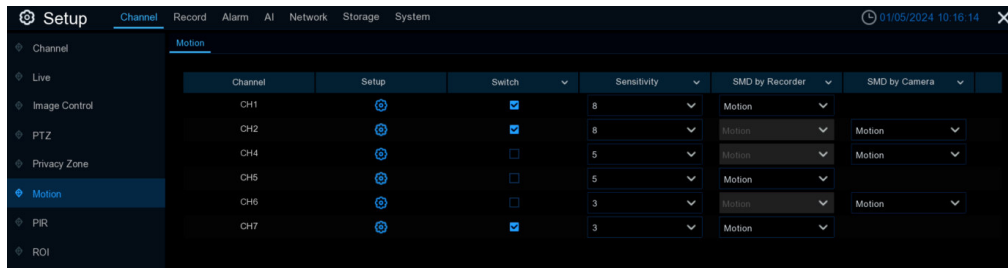 Setup Channel Record Alarm AI Network Storage System 01/05/2024 10:16:14
Channel
Motion
Live
Image Control
PTZ
Privacy Zone
Motion
PIR
ROI
Channel Setup Switch Sensitivity SMD by Recorder SMD by Camera
CH1 8 Motion
CH2 8 Motion Motion
CH4 5 Motion Motion
CH5 5 Motion
CH6 3 Motion Motion
CH7 3 Motion